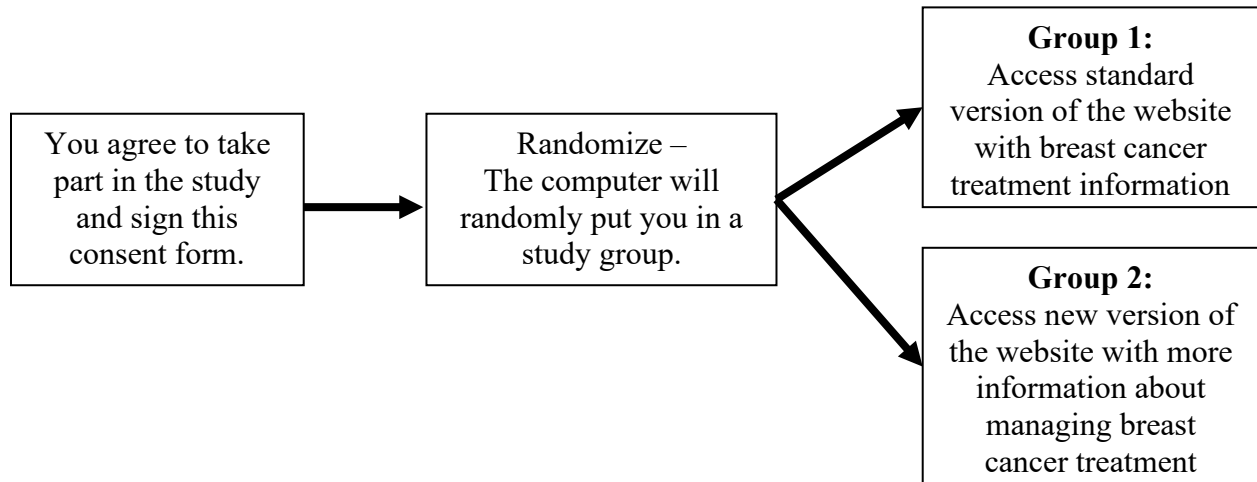 You agree to take
part in the study
and sign this
consent form.
Randomize –
The computer will
randomly put you in a
study group.
Group 1:
Access standard
version of the website
with breast cancer
treatment information
Group 2:
Access new version of
the website with more
information about
managing breast
cancer treatment